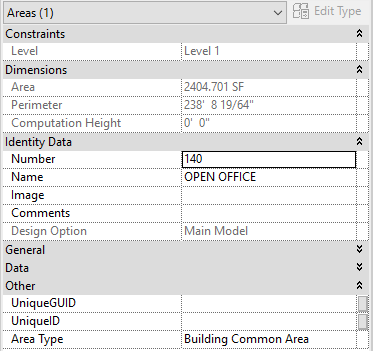 Areas (1) Edit Type
Constraints
Level Level 1
Dimensions
Area 2404.701 SF
Perimeter 238' 8 19/64"
Computation Height 0' 0"
Identity Data
Number 140
Name OPEN OFFICE
Image
Comments
Design Option Main Model
General
Data
Other
UniqueGUID
UniqueID
Area Type Building Common Area